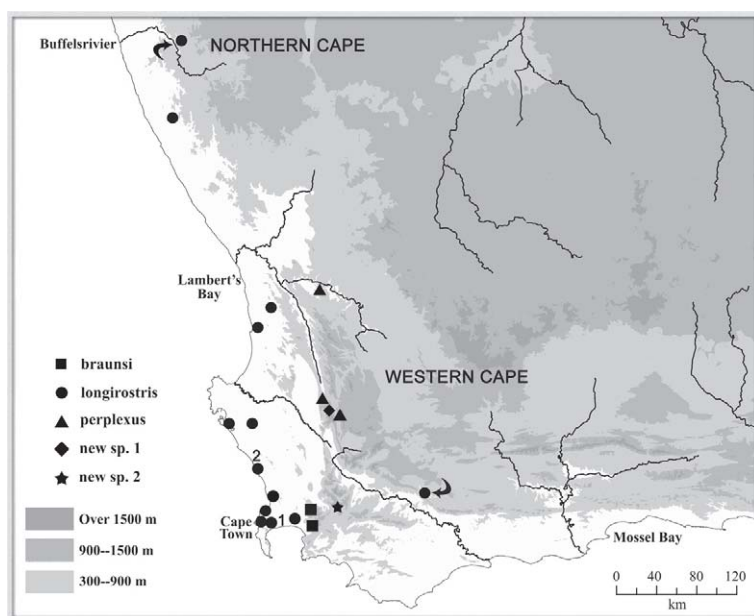 Buffelsrivier
NORTHERN CAPE
Lambert's
Bay
WESTERN CAPE
braunsi
longirostris
perplexus
new sp. 1
new sp. 2
2
1
Cape
Town
Over 1500 m
900--1500 m
300--900 m
Mossel Bay
0 40 80 120
km